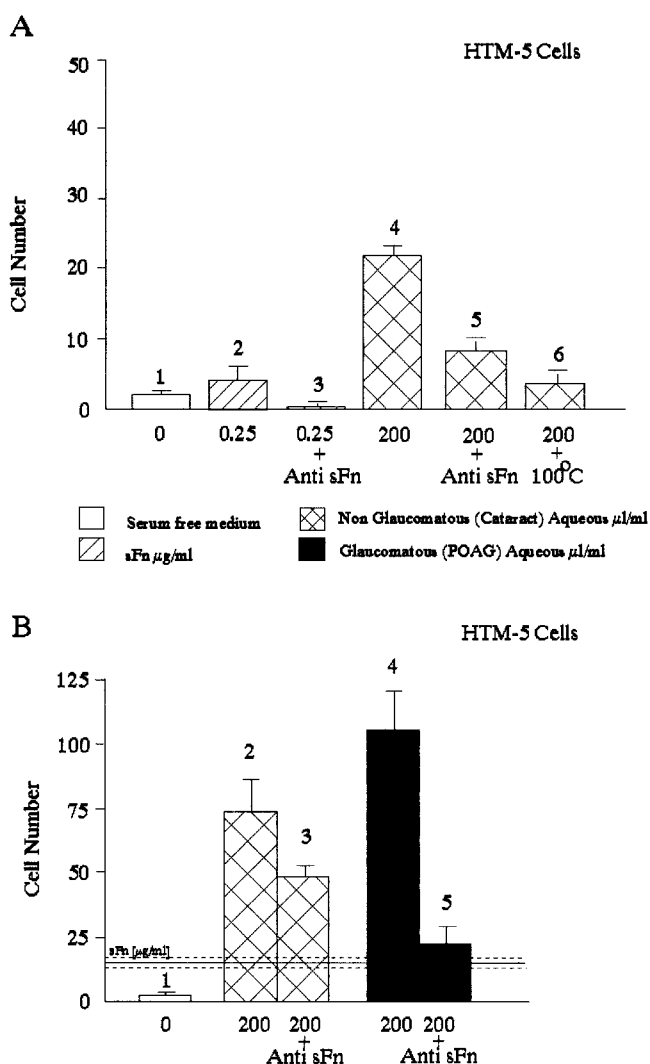 A
HTM-5 Cells
50
40
30
20
10
0
Cell Number
1
2
3
4
5
6
0 0.25 0.25 200 200 200
+ + +
Anti sFn Anti sFn 100°C
Serum free medium
Non Glaucomatous (Cataract) Aqueous µl/ml
sFn µg/ml
Glaucomatous (POAG) Aqueous µl/ml
B
HTM-5 Cells
125
100
75
50
25
0
Cell Number
sFn [µg/ml]
1
2
3
4
5
0 200 200 200 200
+ +
Anti sFn Anti sFn